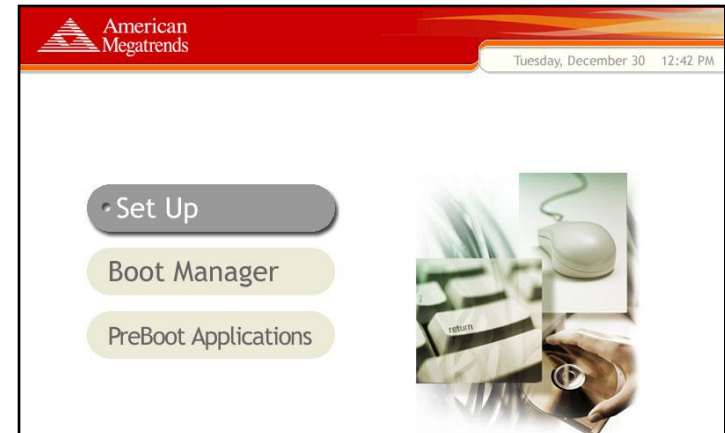 American
Megatrends
Tuesday, December 30 12:42 PM
Set Up
Boot Manager
PreBoot Applications
return